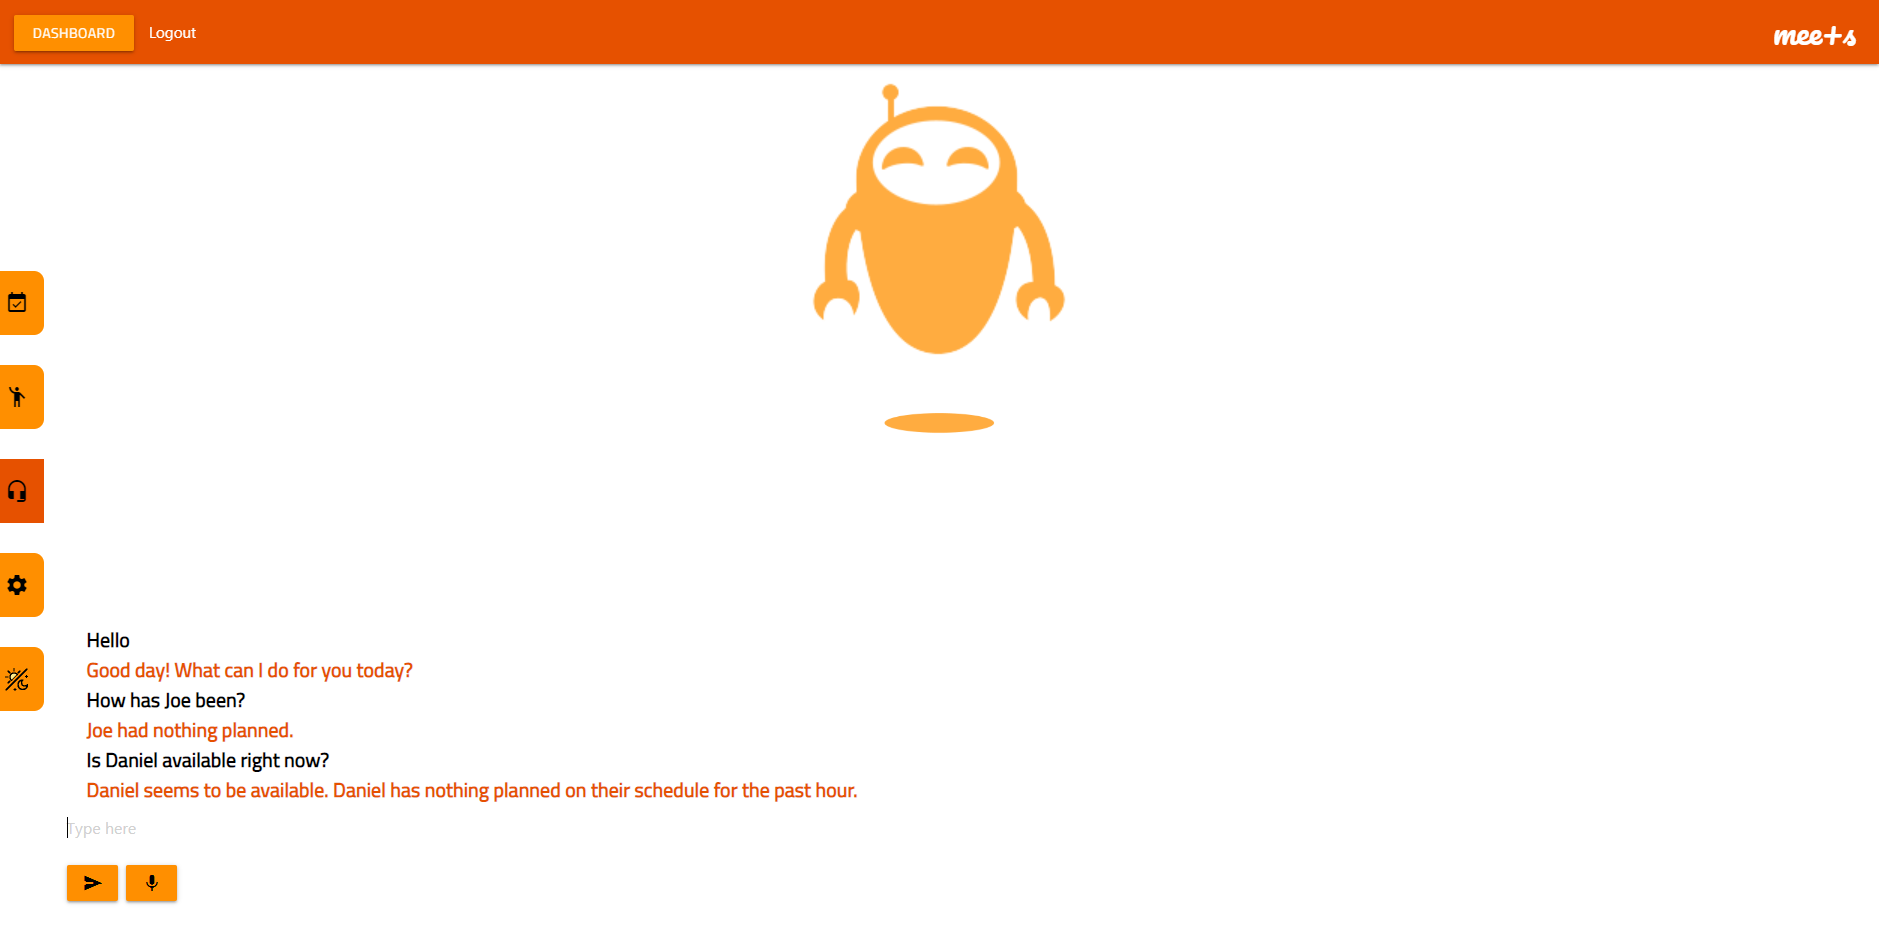 DASHBOARD Logout meets
Hello
Good day! What can I do for you today?
How has Joe been?
Joe had nothing planned.
Is Daniel available right now?
Daniel seems to be available. Daniel has nothing planned on their schedule for the past hour.
Type here